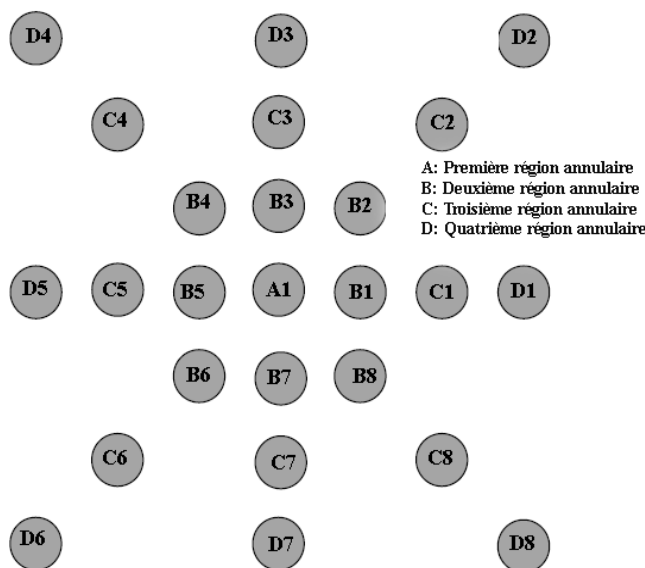 D4 D3 D2
C4 C3 C2
A: Première région annulaire
B: Deuxième région annulaire
C: Troisième région annulaire
D: Quatrième région annulaire
B4 B3 B2
D5 C5 B5 A1 B1 C1 D1
B6 B7 B8
C6 C7 C8
D6 D7 D8